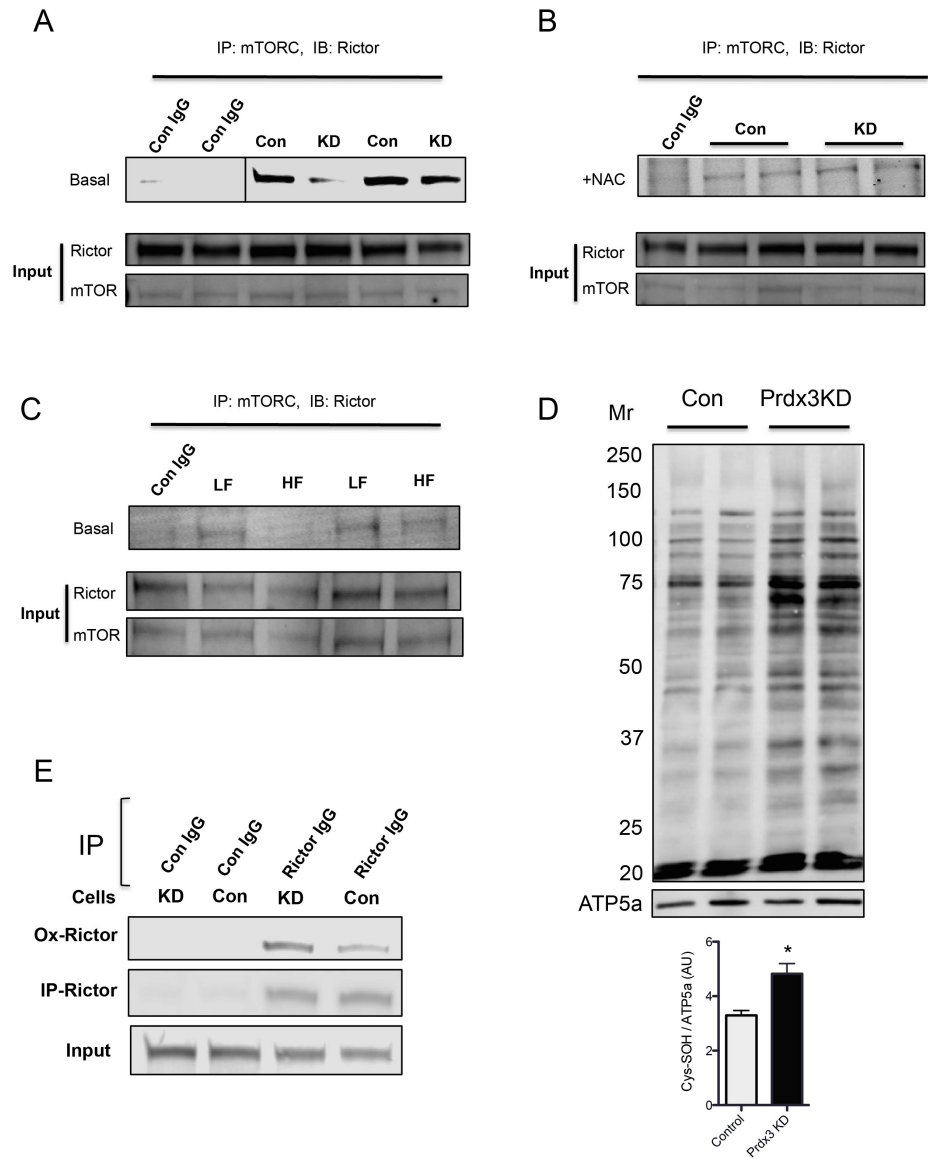 A
IP: mTORC, IB: Rictor
Con IgG
Con IgG
Con
KD
Con
KD
Basal
Input
Rictor
mTOR
B
IP: mTORC, IB: Rictor
Con IgG
Con
KD
+NAC
Input
Rictor
mTOR
C
IP: mTORC, IB: Rictor
Con IgG
LF
HF
LF
HF
Basal
Input
Rictor
mTOR
D
Mr
Con
Prdx3KD
250
150
100
75
50
37
25
20
ATP5a
6
4
2
0
*
Cys-SOH / ATP5a (AU)
Control
Prdx3 KD
E
IP
Con IgG
Con IgG
Rictor IgG
Rictor IgG
Cells
KD
Con
KD
Con
Ox-Rictor
IP-Rictor
Input